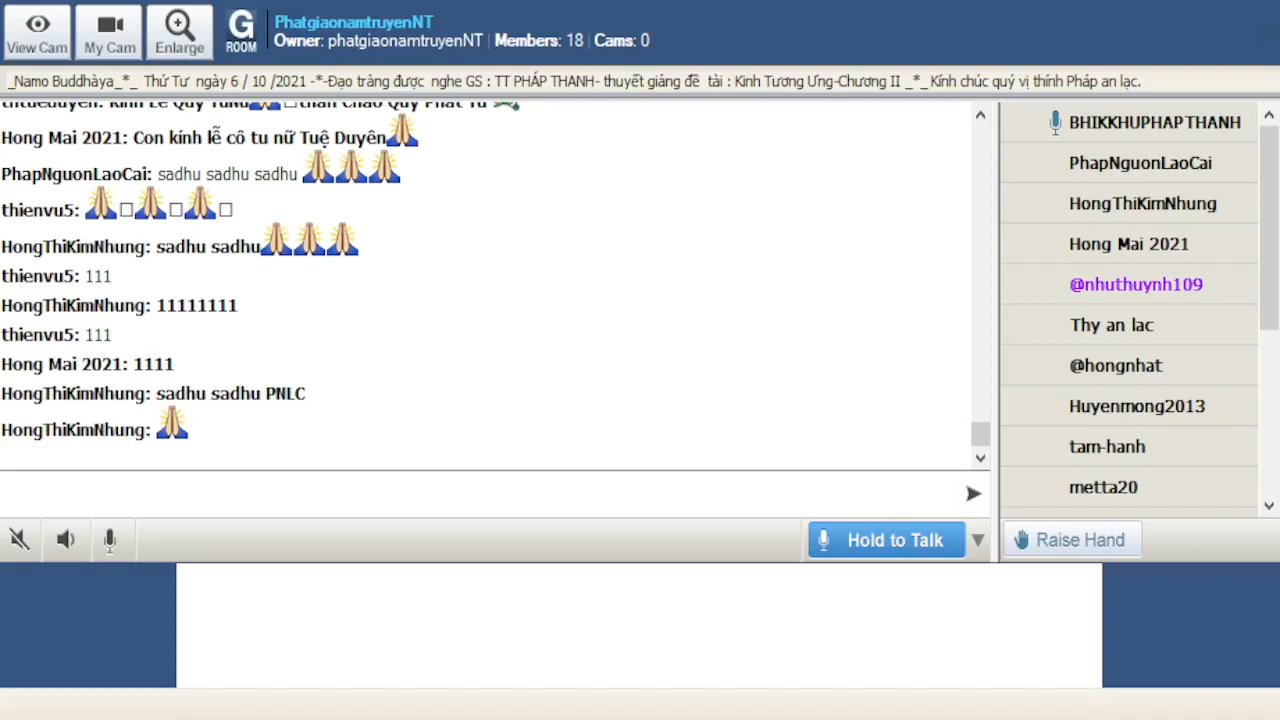 PhatgiaonamtruyenNT
Owner: phatgiaonamtruyenNT | Members: 18 | Cams: 0
View Cam
My Cam
Enlarge
G ROOM
_Namo Buddhàya_*_ Thứ Tư ngày 6 / 10 /2021 -*-Đạo tràng được nghe GS : TT PHÁP THANH- thuyết giảng đề tài : Kinh Tương Ưng-Chương II _*_Kính chúc quý vị thính Pháp an lạc.
Hong Mai 2021: Con kính lễ cô tu nữ Tuệ Duyên🙏
PhapNguonLaoCai: sadhu sadhu sadhu 🙏🙏🙏
thienvu5: 🙏□🙏□🙏□
HongThiKimNhung: sadhu sadhu🙏🙏🙏
thienvu5: 111
HongThiKimNhung: 11111111
thienvu5: 111
Hong Mai 2021: 1111
HongThiKimNhung: sadhu sadhu PNLC
HongThiKimNhung: 🙏
BHIKKHUPHAPTHANH
PhapNguonLaoCai
HongThiKimNhung
Hong Mai 2021
@nhuthuynh109
Thy an lac
@hongnhat
Huyenmong2013
tam-hanh
metta20
Hold to Talk
Raise Hand